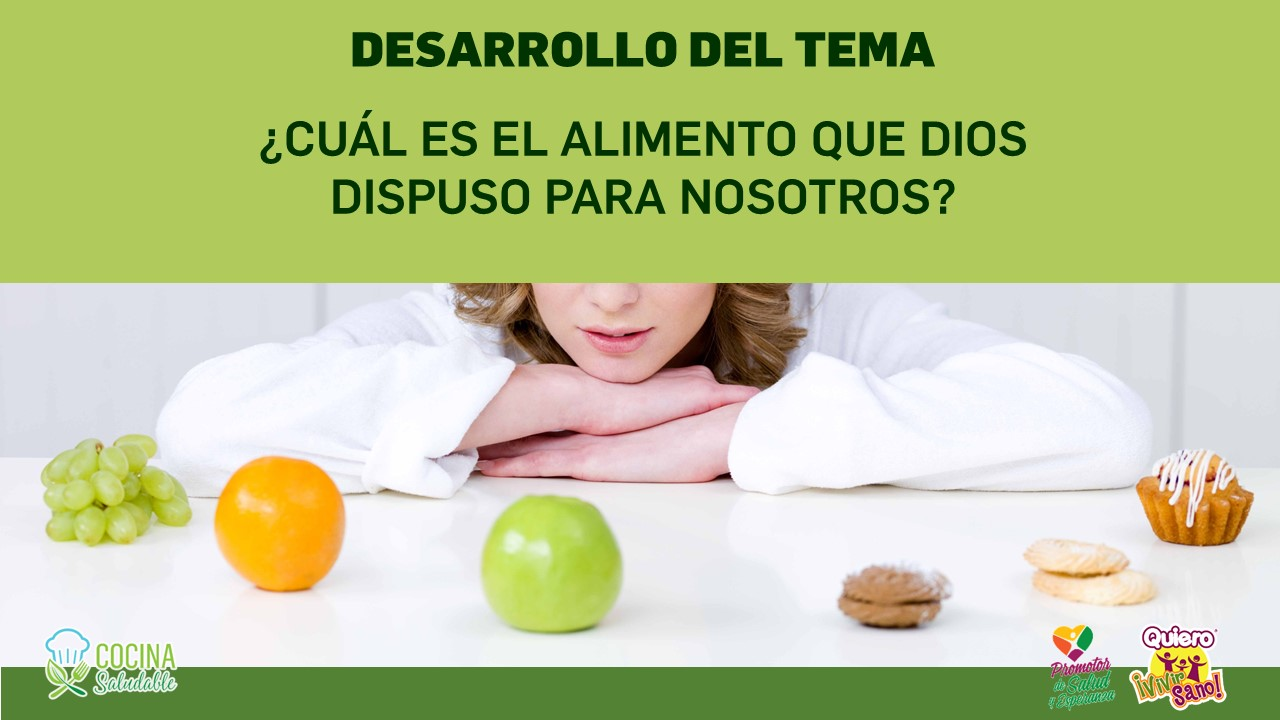 DESARROLLO DEL TEMA
¿CUÁL ES EL ALIMENTO QUE DIOS
DISPUSO PARA NOSOTROS?
COCINA
Saludable
Promotor
de Salud
y Esperanza
Quiero
¡Vivir
Sano!